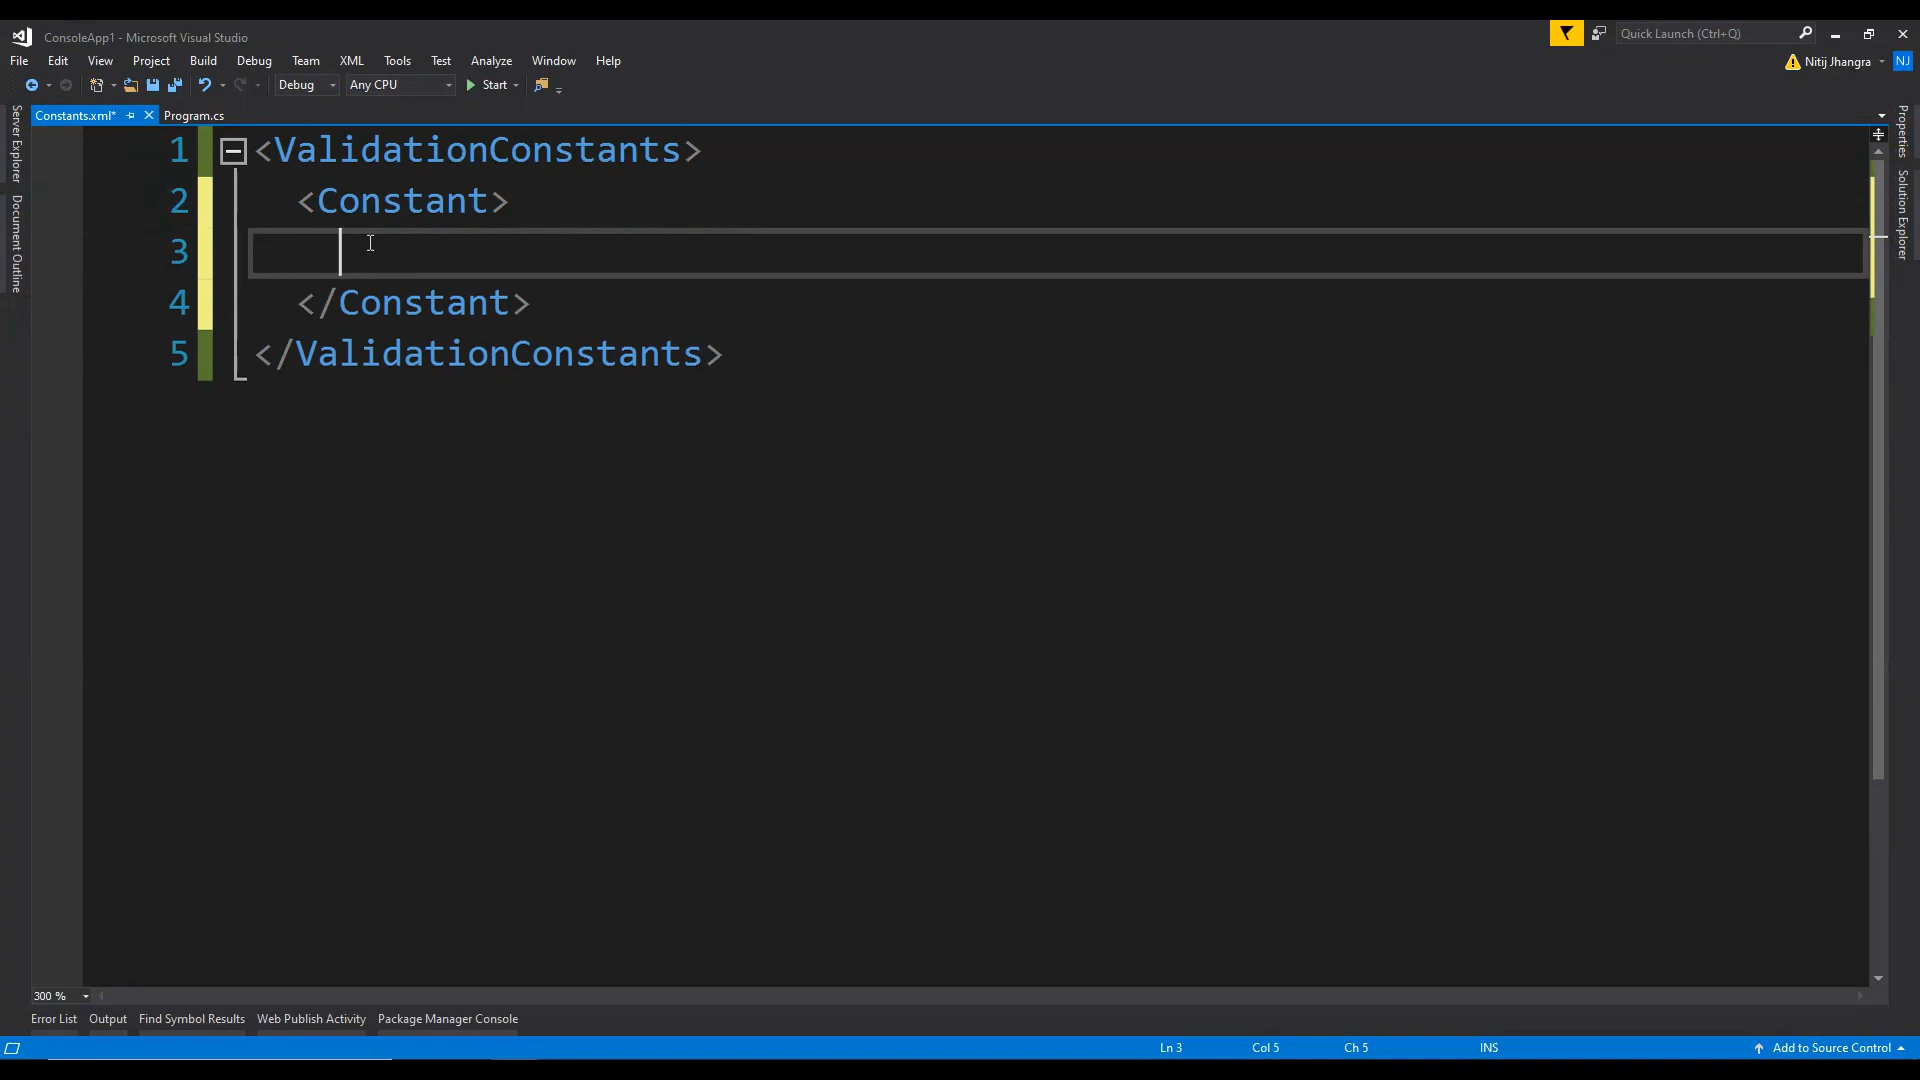 ConsoleApp1 - Microsoft Visual Studio
Quick Launch (Ctrl+Q)
File Edit View Project Build Debug Team XML Tools Test Analyze Window Help
Nitij Jhangra NJ
Debug Any CPU Start
Constants.xml* Program.cs
Server Explorer
Document Outline
Properties
Solution Explorer
1 <ValidationConstants>
2 <Constant>
3
4 </Constant>
5 </ValidationConstants>
300 %
Error List Output Find Symbol Results Web Publish Activity Package Manager Console
Ln 3 Col 5 Ch 5 INS Add to Source Control